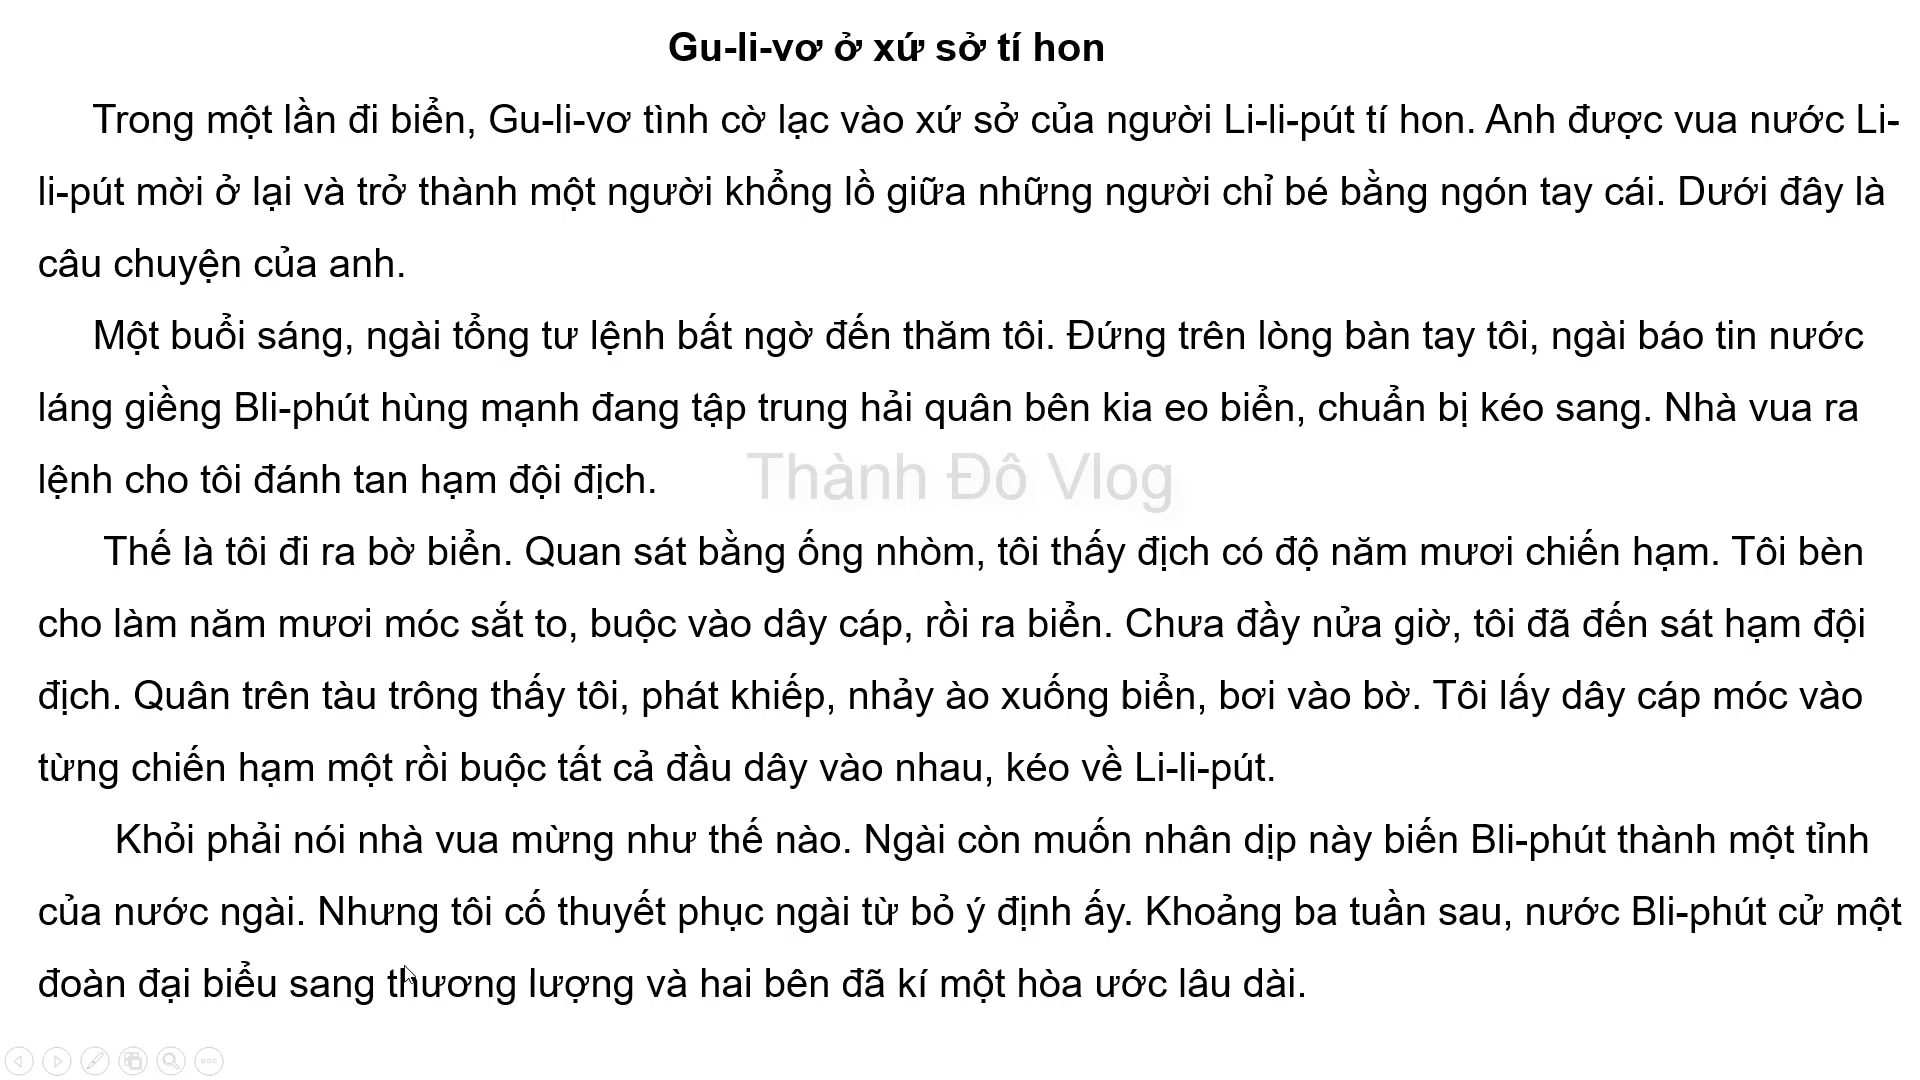 Gu-li-vơ ở xứ sở tí hon
Trong một lần đi biển, Gu-li-vơ tình cờ lạc vào xứ sở của người Li-li-pút tí hon. Anh được vua nước Li-
li-pút mời ở lại và trở thành một người khổng lồ giữa những người chỉ bé bằng ngón tay cái. Dưới đây là
câu chuyện của anh.
Một buổi sáng, ngài tổng tư lệnh bất ngờ đến thăm tôi. Đứng trên lòng bàn tay tôi, ngài báo tin nước
láng giềng Bli-phút hùng mạnh đang tập trung hải quân bên kia eo biển, chuẩn bị kéo sang. Nhà vua ra
lệnh cho tôi đánh tan hạm đội địch.
Thành Đô Vlog
Thế là tôi đi ra bờ biển. Quan sát bằng ống nhòm, tôi thấy địch có độ năm mươi chiến hạm. Tôi bèn
cho làm năm mươi móc sắt to, buộc vào dây cáp, rồi ra biển. Chưa đầy nửa giờ, tôi đã đến sát hạm đội
địch. Quân trên tàu trông thấy tôi, phát khiếp, nhảy ào xuống biển, bơi vào bờ. Tôi lấy dây cáp móc vào
từng chiến hạm một rồi buộc tất cả đầu dây vào nhau, kéo về Li-li-pút.
Khỏi phải nói nhà vua mừng như thế nào. Ngài còn muốn nhân dịp này biến Bli-phút thành một tỉnh
của nước ngài. Nhưng tôi cố thuyết phục ngài từ bỏ ý định ấy. Khoảng ba tuần sau, nước Bli-phút cử một
đoàn đại biểu sang thương lượng và hai bên đã kí một hòa ước lâu dài.